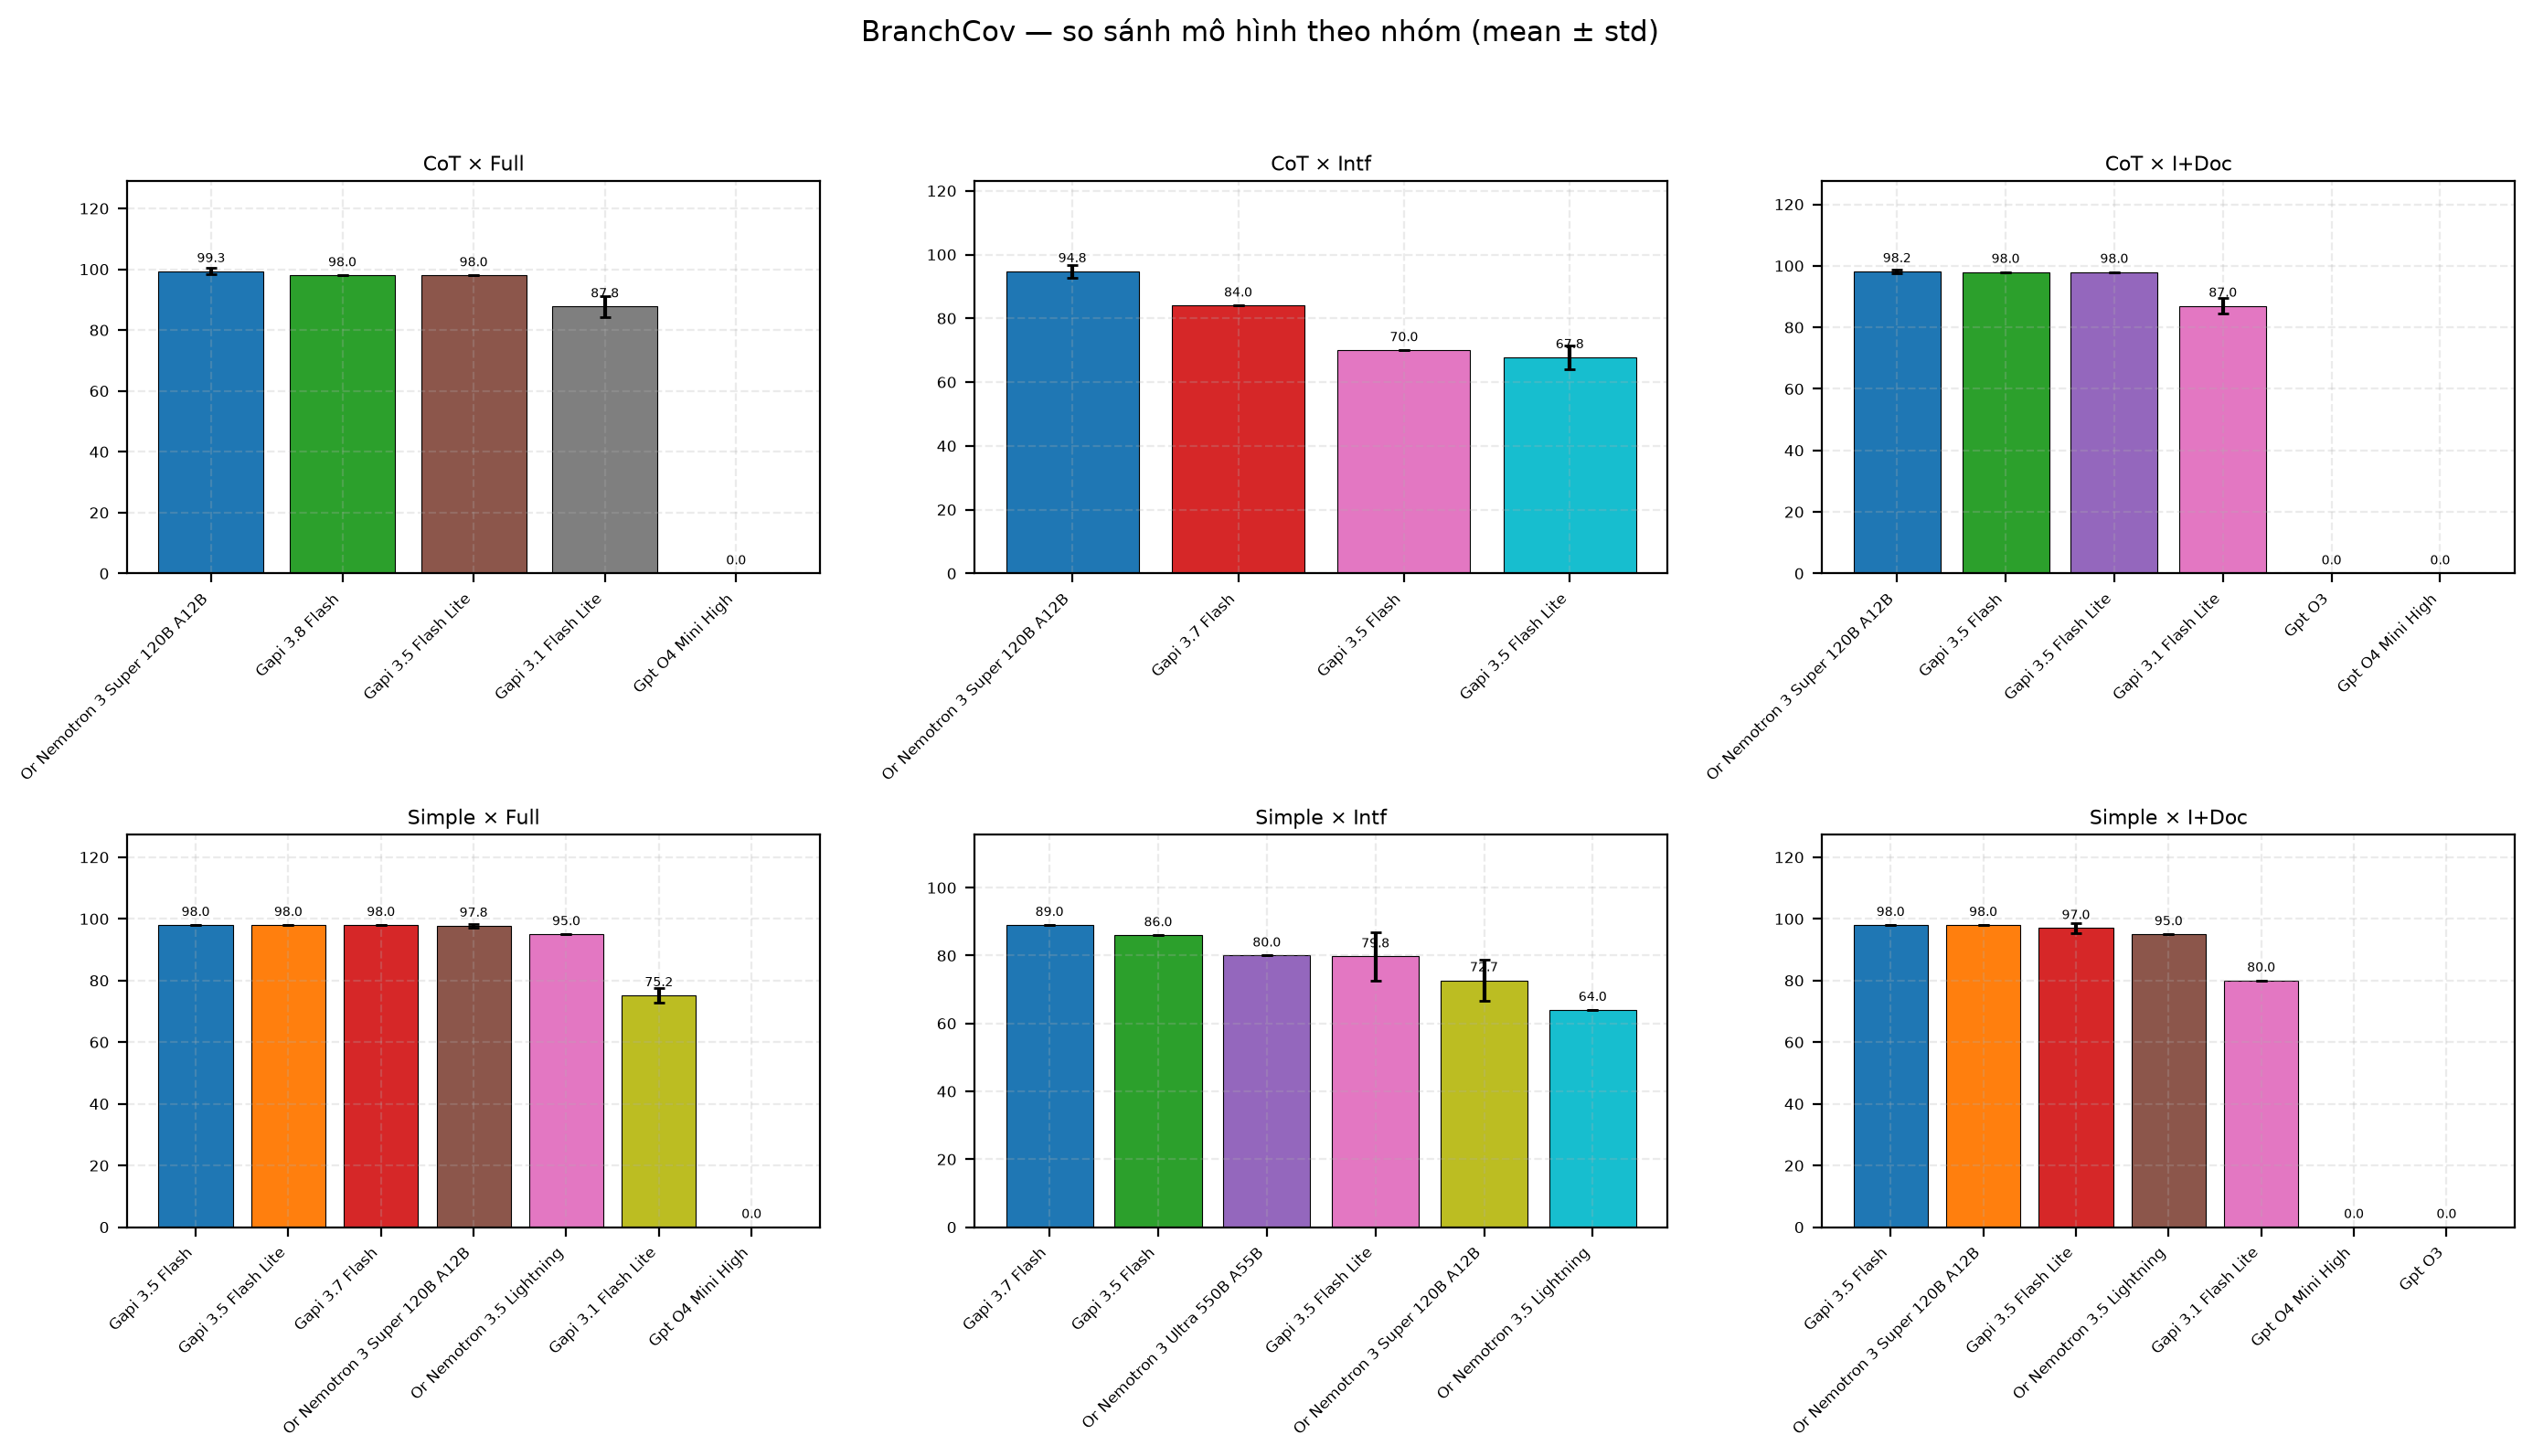 BranchCov — so sánh mô hình theo nhóm (mean ± std)
CoT × Full
120
100
80
60
40
20
0
99.3
98.0
98.0
87.8
0.0
Or Nemotron 3 Super 120B A12B
Gapi 3.8 Flash
Gapi 3.5 Flash Lite
Gapi 3.1 Flash Lite
Gpt O4 Mini High
CoT × Intf
120
100
80
60
40
20
0
94.8
84.0
70.0
67.8
Or Nemotron 3 Super 120B A12B
Gapi 3.7 Flash
Gapi 3.5 Flash
Gapi 3.5 Flash Lite
CoT × I+Doc
120
100
80
60
40
20
0
98.2
98.0
98.0
87.0
0.0
0.0
Or Nemotron 3 Super 120B A12B
Gapi 3.5 Flash
Gapi 3.5 Flash Lite
Gapi 3.1 Flash Lite
Gpt O3
Gpt O4 Mini High
Simple × Full
120
100
80
60
40
20
0
98.0
98.0
98.0
97.8
95.0
75.2
0.0
Gapi 3.5 Flash
Gapi 3.5 Flash Lite
Gapi 3.7 Flash
Or Nemotron 3 Super 120B A12B
Or Nemotron 3.5 Lightning
Gapi 3.1 Flash Lite
Gpt O4 Mini High
Simple × Intf
100
80
60
40
20
0
89.0
86.0
80.0
79.8
72.7
64.0
Gapi 3.7 Flash
Gapi 3.5 Flash
Or Nemotron 3 Ultra 550B A55B
Gapi 3.5 Flash Lite
Or Nemotron 3 Super 120B A12B
Or Nemotron 3.5 Lightning
Simple × I+Doc
120
100
80
60
40
20
0
98.0
98.0
97.0
95.0
80.0
0.0
0.0
Gapi 3.5 Flash
Or Nemotron 3 Super 120B A12B
Gapi 3.5 Flash Lite
Or Nemotron 3.5 Lightning
Gapi 3.1 Flash Lite
Gpt O4 Mini High
Gpt O3